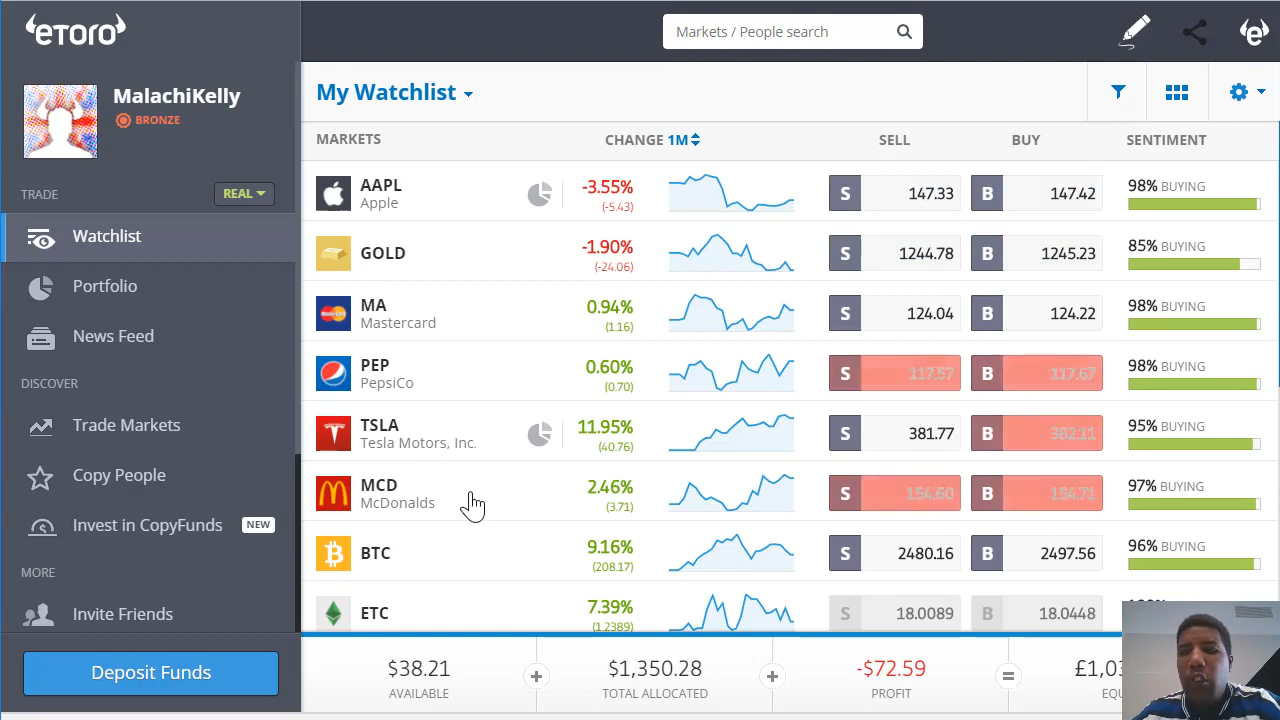 eToro
Markets / People search
MalachiKelly
BRONZE
TRADE
REAL
Watchlist
Portfolio
News Feed
DISCOVER
Trade Markets
Copy People
Invest in CopyFunds NEW
MORE
Invite Friends
Deposit Funds
My Watchlist
MARKETS CHANGE 1M SELL BUY SENTIMENT
AAPL
Apple
-3.55%
(-5.43)
S 147.33 B 147.42
98% BUYING
GOLD
-1.90%
(-24.06)
S 1244.78 B 1245.23
85% BUYING
MA
Mastercard
0.94%
(1.16)
S 124.04 B 124.22
98% BUYING
PEP
PepsiCo
0.60%
(0.70)
S B
98% BUYING
TSLA
Tesla Motors, Inc.
11.95%
(40.76)
S 381.77 B
95% BUYING
MCD
McDonalds
2.46%
(3.71)
S B
97% BUYING
BTC
9.16%
(208.17)
S 2480.16 B 2497.56
96% BUYING
ETC
7.39%
(1.2389)
S 18.0089 B 18.0448
$38.21
AVAILABLE
+
$1,350.28
TOTAL ALLOCATED
+
-$72.59
PROFIT
=